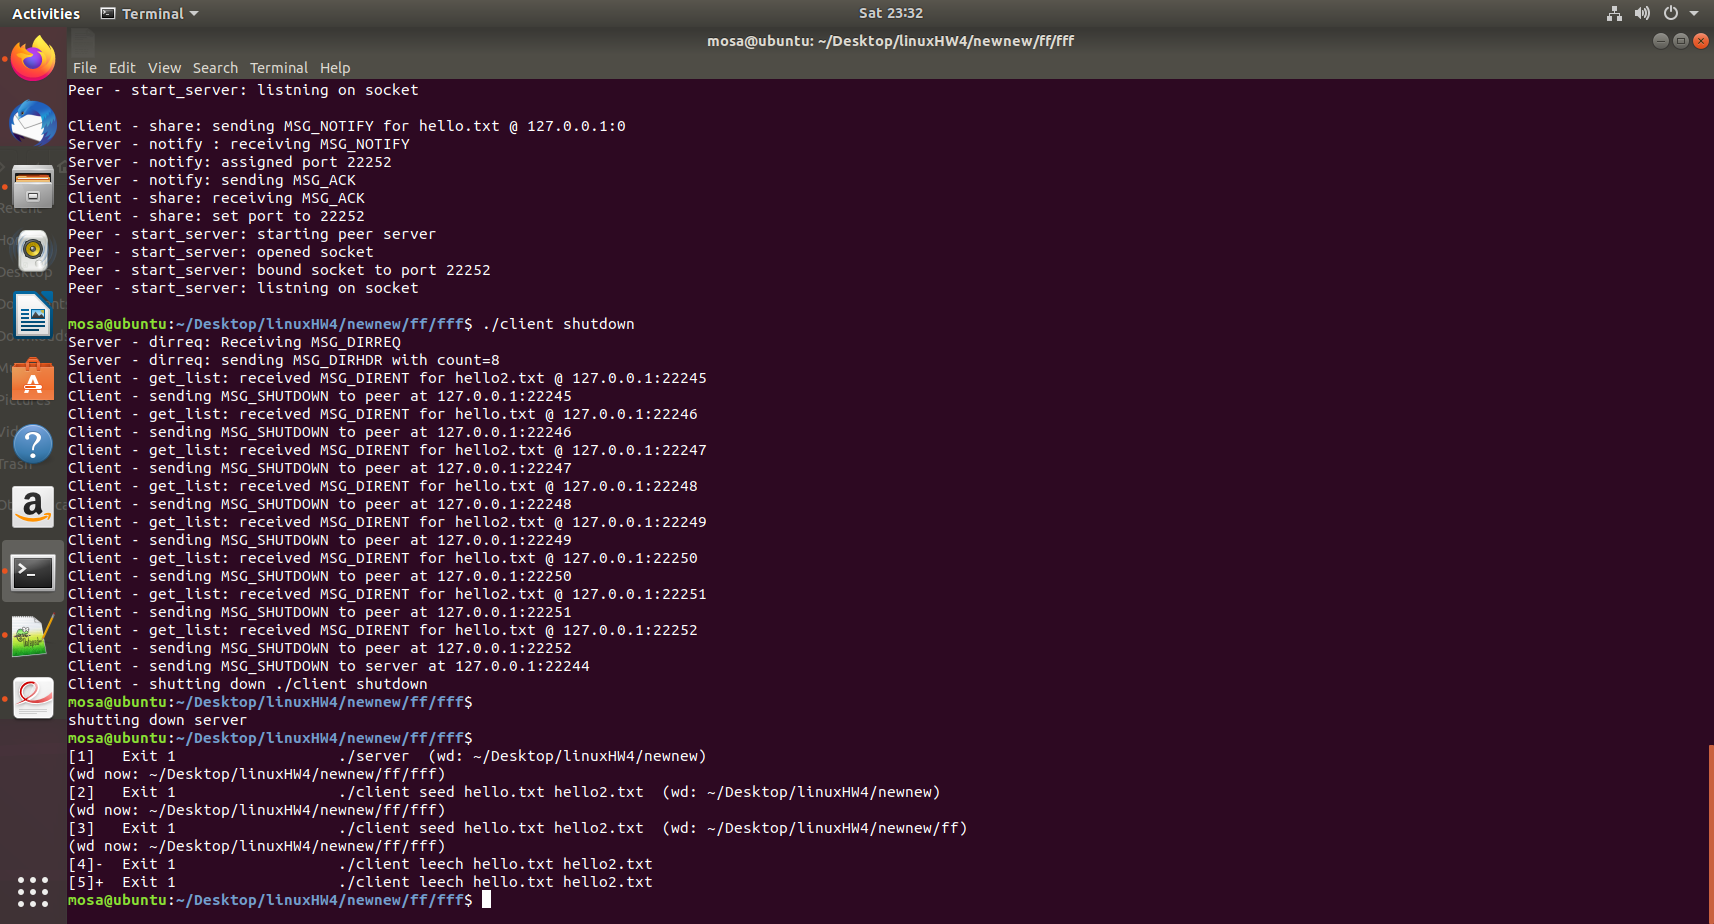 Activities Terminal Sat 23:32
mosa@ubuntu: ~/Desktop/linuxHW4/newnew/ff/fff
File Edit View Search Terminal Help
Peer - start_server: listning on socket
Client - share: sending MSG_NOTIFY for hello.txt @ 127.0.0.1:0
Server - notify : receiving MSG_NOTIFY
Server - notify: assigned port 22252
Server - notify: sending MSG_ACK
Client - share: receiving MSG_ACK
Client - share: set port to 22252
Peer - start_server: starting peer server
Peer - start_server: opened socket
Peer - start_server: bound socket to port 22252
Peer - start_server: listning on socket
mosa@ubuntu:~/Desktop/linuxHW4/newnew/ff/fff$ ./client shutdown
Server - dirreq: Receiving MSG_DIRREQ
Server - dirreq: sending MSG_DIRHDR with count=8
Client - get_list: received MSG_DIRENT for hello2.txt @ 127.0.0.1:22245
Client - sending MSG_SHUTDOWN to peer at 127.0.0.1:22245
Client - get_list: received MSG_DIRENT for hello.txt @ 127.0.0.1:22246
Client - sending MSG_SHUTDOWN to peer at 127.0.0.1:22246
Client - get_list: received MSG_DIRENT for hello2.txt @ 127.0.0.1:22247
Client - sending MSG_SHUTDOWN to peer at 127.0.0.1:22247
Client - get_list: received MSG_DIRENT for hello.txt @ 127.0.0.1:22248
Client - sending MSG_SHUTDOWN to peer at 127.0.0.1:22248
Client - get_list: received MSG_DIRENT for hello2.txt @ 127.0.0.1:22249
Client - sending MSG_SHUTDOWN to peer at 127.0.0.1:22249
Client - get_list: received MSG_DIRENT for hello.txt @ 127.0.0.1:22250
Client - sending MSG_SHUTDOWN to peer at 127.0.0.1:22250
Client - get_list: received MSG_DIRENT for hello2.txt @ 127.0.0.1:22251
Client - sending MSG_SHUTDOWN to peer at 127.0.0.1:22251
Client - get_list: received MSG_DIRENT for hello.txt @ 127.0.0.1:22252
Client - sending MSG_SHUTDOWN to peer at 127.0.0.1:22252
Client - sending MSG_SHUTDOWN to server at 127.0.0.1:22244
Client - shutting down ./client shutdown
mosa@ubuntu:~/Desktop/linuxHW4/newnew/ff/fff$
shutting down server
mosa@ubuntu:~/Desktop/linuxHW4/newnew/ff/fff$
[1]   Exit 1                  ./server  (wd: ~/Desktop/linuxHW4/newnew)
(wd now: ~/Desktop/linuxHW4/newnew/ff/fff)
[2]   Exit 1                  ./client seed hello.txt hello2.txt  (wd: ~/Desktop/linuxHW4/newnew)
(wd now: ~/Desktop/linuxHW4/newnew/ff/fff)
[3]   Exit 1                  ./client seed hello.txt hello2.txt  (wd: ~/Desktop/linuxHW4/newnew/ff)
(wd now: ~/Desktop/linuxHW4/newnew/ff/fff)
[4]-  Exit 1                  ./client leech hello.txt hello2.txt
[5]+  Exit 1                  ./client leech hello.txt hello2.txt
mosa@ubuntu:~/Desktop/linuxHW4/newnew/ff/fff$